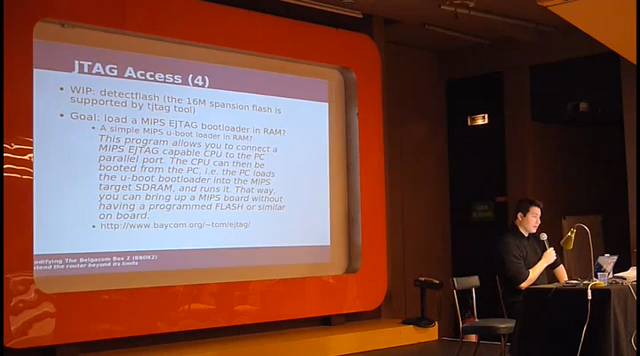 JTAG Access (4)
WIP: detectflash (the 16M spansion flash is
supported by tjtag tool)
Goal: load a MIPS EJTAG bootloader in RAM?
A simple MIPS u-boot loader in RAM?
This program allows you to connect a
MIPS EJTAG capable CPU to the PC
parallel port. The CPU can then be
booted from the PC, i.e. the PC loads
the u-boot bootloader into the MIPS
target SDRAM, and runs it. That way,
you can bring up a MIPS board without
having a programmed FLASH or similar
on board.
http://www.baycom.org/~tom/ejtag/
odifying The Belgacom Box 2 (BBOX2)
tend the router beyond its limits